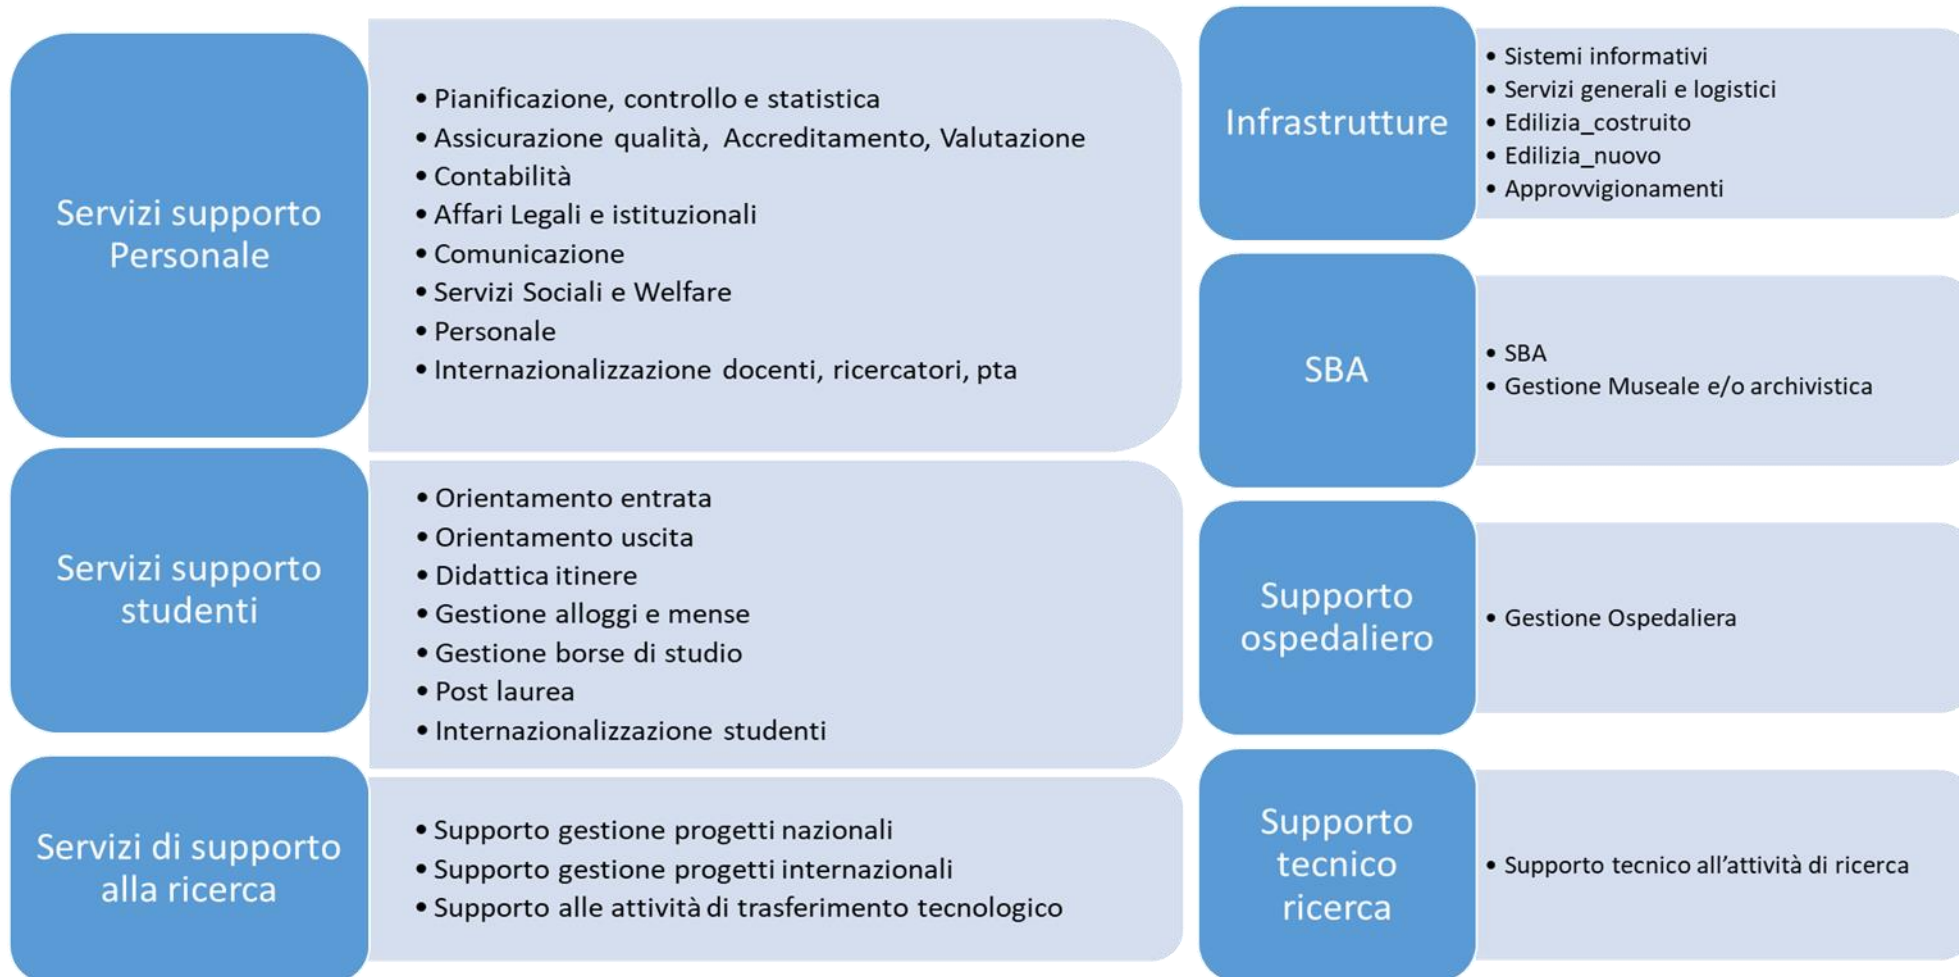 Servizi supporto
Personale
• Pianificazione, controllo e statistica
• Assicurazione qualità, Accreditamento, Valutazione
• Contabilità
• Affari Legali e istituzionali
• Comunicazione
• Servizi Sociali e Welfare
• Personale
• Internazionalizzazione docenti, ricercatori, pta
Servizi supporto
studenti
• Orientamento entrata
• Orientamento uscita
• Didattica itinere
• Gestione alloggi e mense
• Gestione borse di studio
• Post laurea
• Internazionalizzazione studenti
Servizi di supporto
alla ricerca
• Supporto gestione progetti nazionali
• Supporto gestione progetti internazionali
• Supporto alle attività di trasferimento tecnologico
Infrastrutture
• Sistemi informativi
• Servizi generali e logistici
• Edilizia_costruito
• Edilizia_nuovo
• Approvvigionamenti
SBA
• SBA
• Gestione Museale e/o archivistica
Supporto
ospedaliero
• Gestione Ospedaliera
Supporto
tecnico
ricerca
• Supporto tecnico all’attività di ricerca